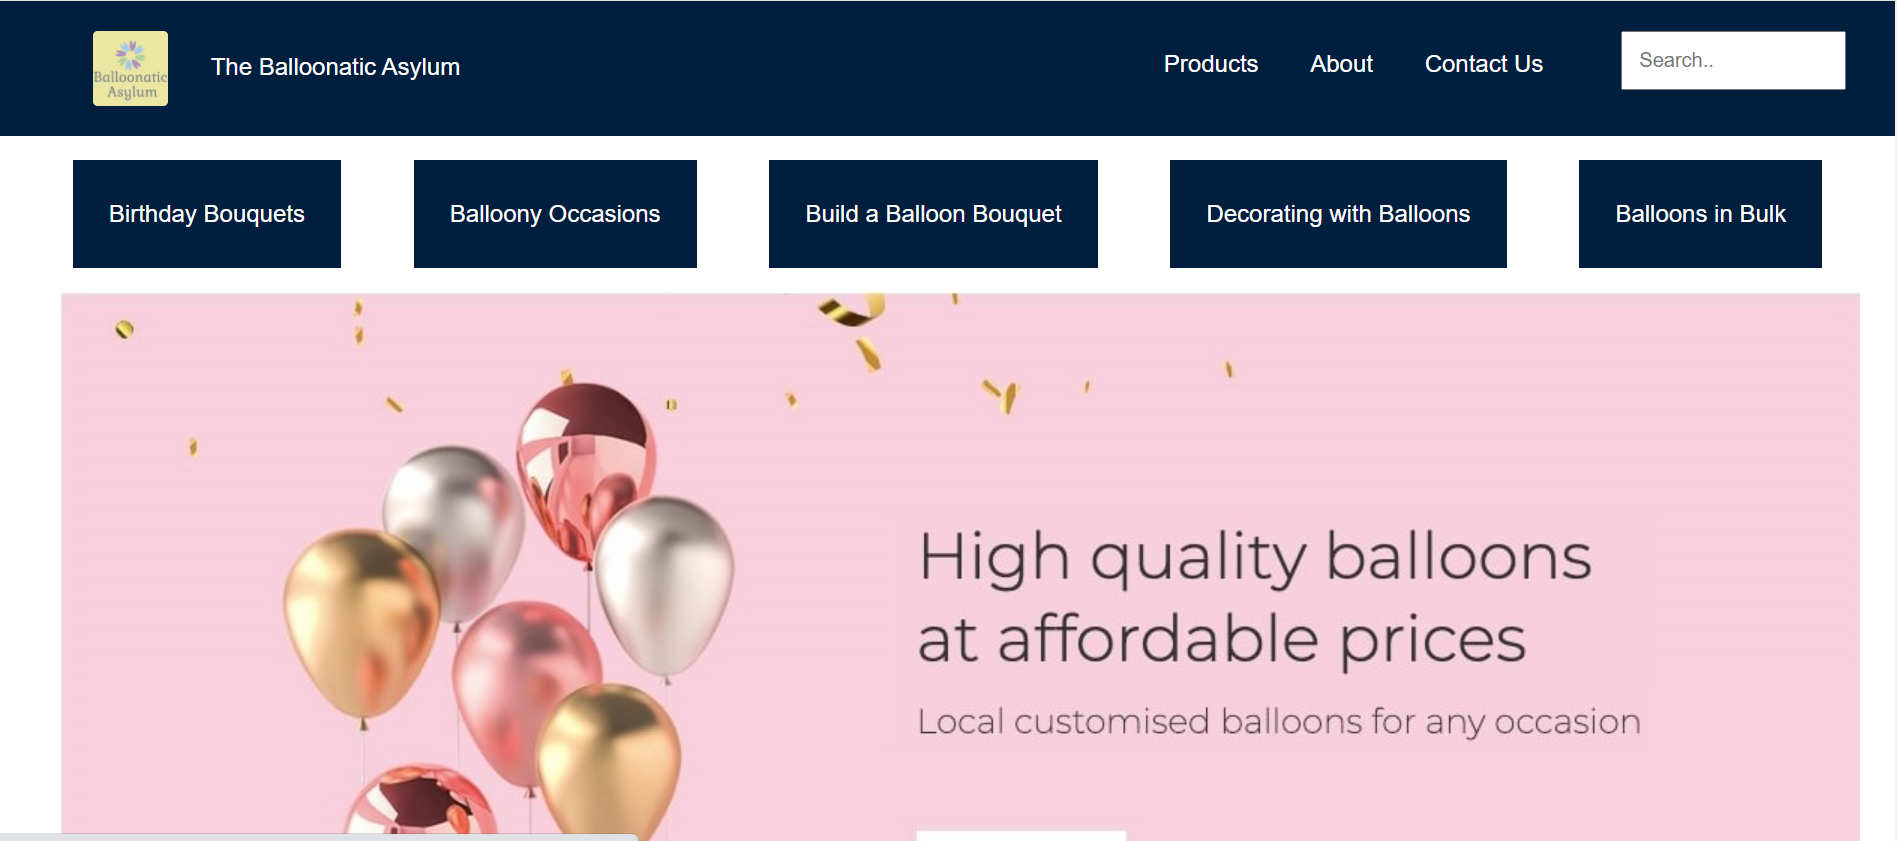 Balloonatic
Asylum
The Balloonatic Asylum
Products
About
Contact Us
Search..
Birthday Bouquets
Balloony Occasions
Build a Balloon Bouquet
Decorating with Balloons
Balloons in Bulk
High quality balloons
at affordable prices
Local customised balloons for any occasion